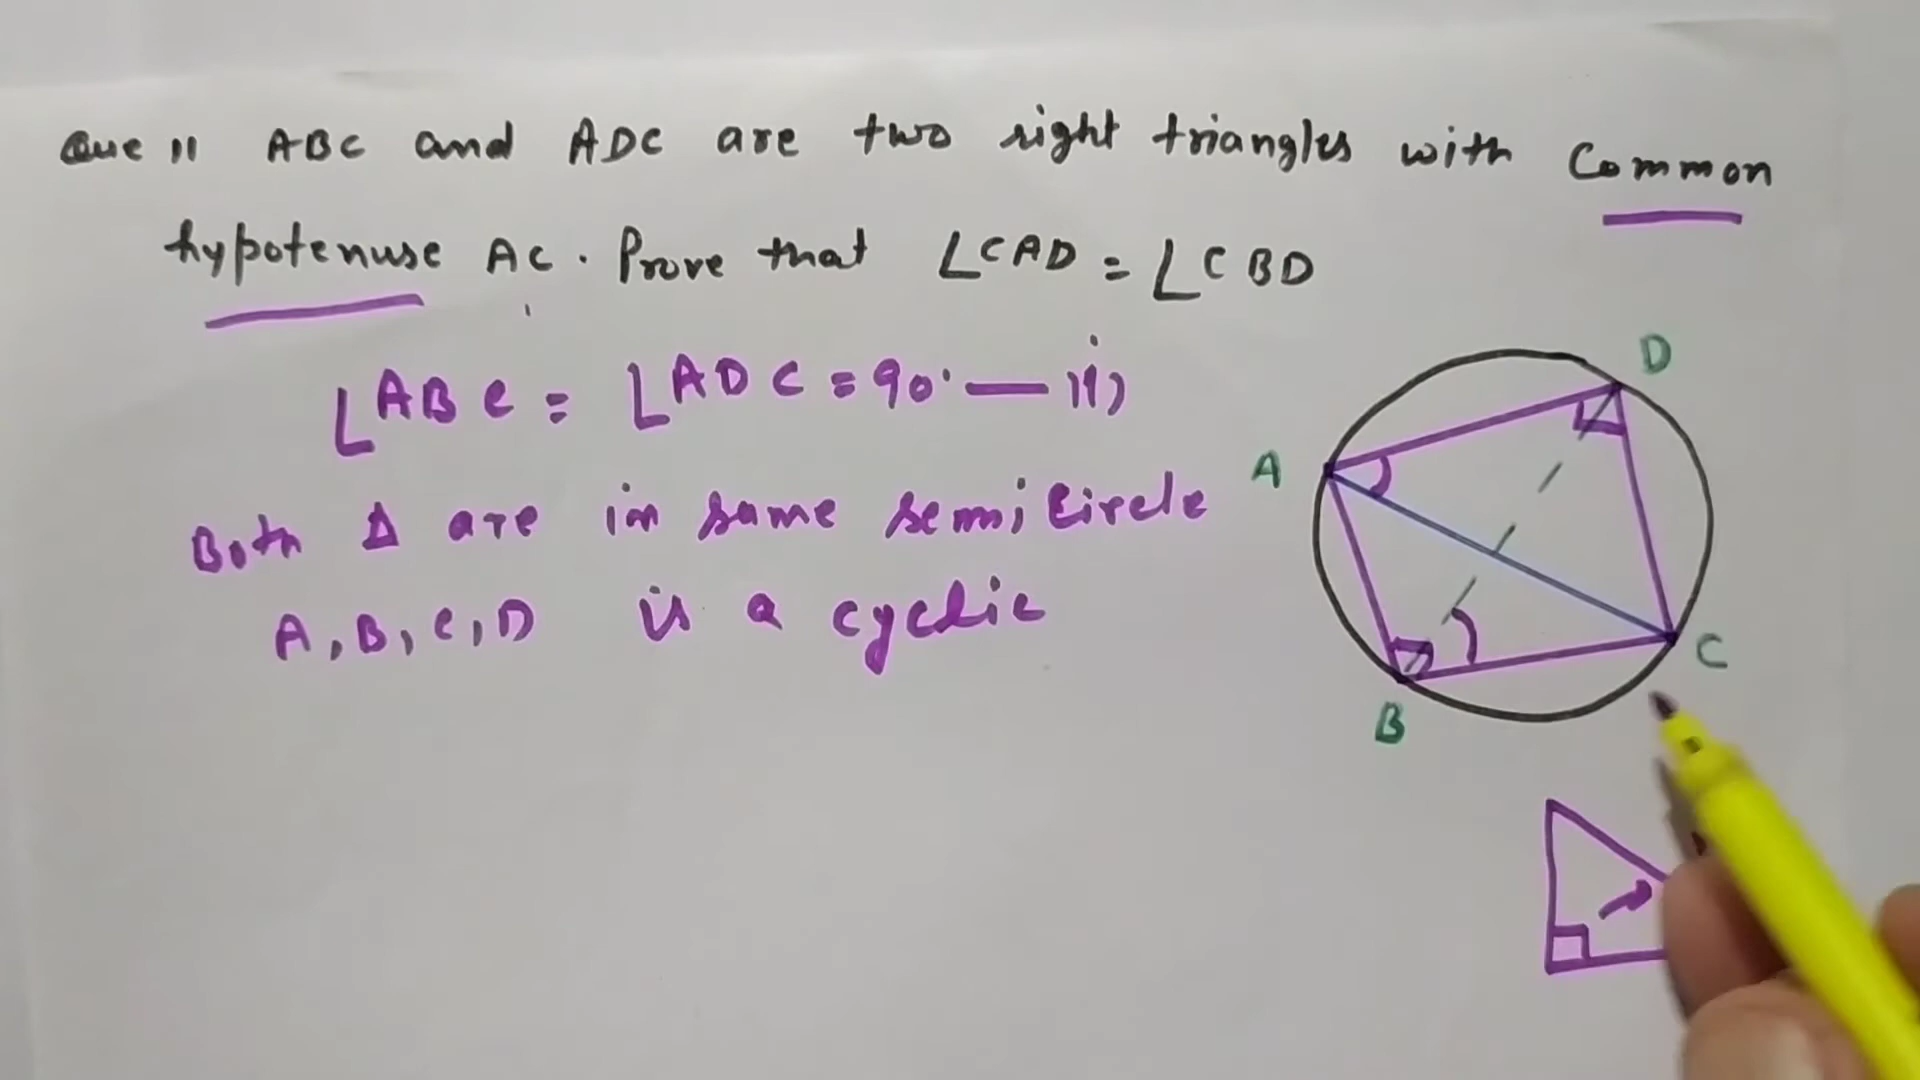 Que 11 ABC and ADC are two right triangles with Common
hypotenuse AC. Prove that ∠CAD = ∠CBD
∠ABC = ∠ADC = 90° — (i)
Both Δ are in same semicircle
A, B, C, D is a cyclic
D
A
C
B